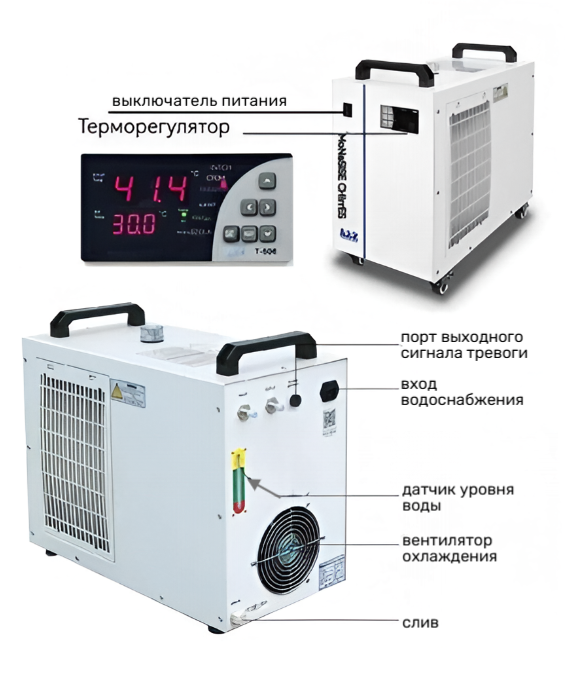 выключатель питания
Терморегулятор
41.4
°C
30.0
°C
T-506
порт выходного
сигнала тревоги
вход
водоснабжения
датчик уровня
воды
вентилятор
охлаждения
слив